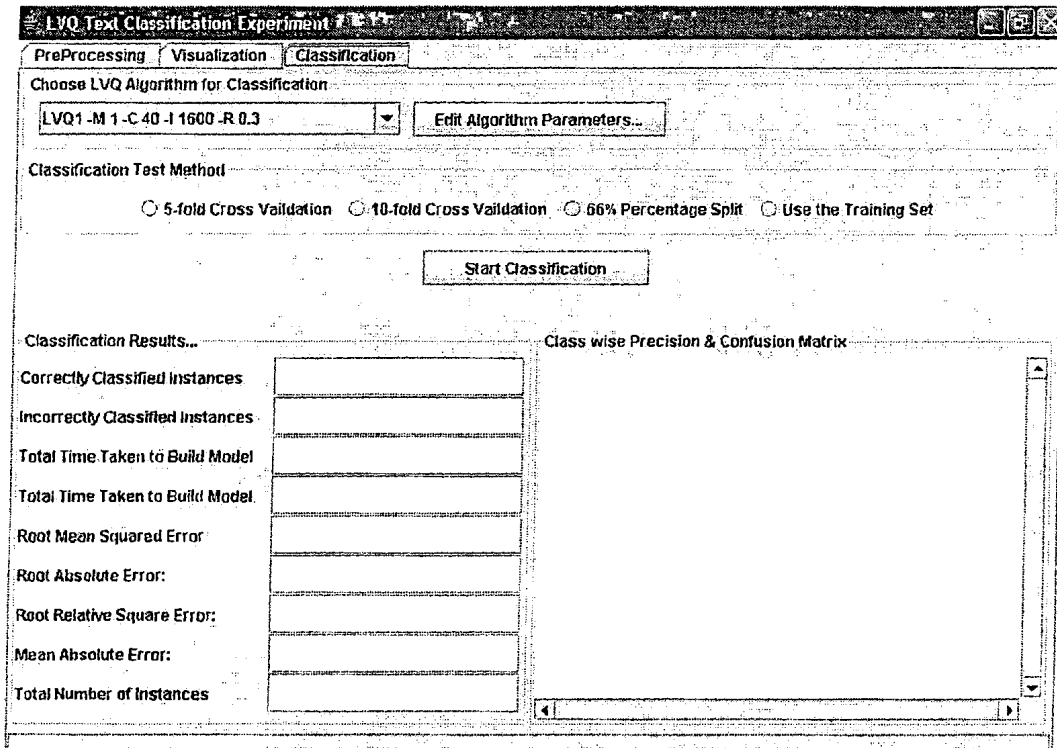 LVQ Text Classification Experiment
PreProcessing Visualization Classification
Choose LVQ Algorithm for Classification
LVQ1 -M 1 -C 40 -I 1600 -R 0.3 Edit Algorithm Parameters...
Classification Test Method
5-fold Cross Vaildation 10-fold Cross Vaildation 66% Percentage Split Use the Training Set
Start Classification
Classification Results...
Correctly Classified Instances
Incorrectly Classified Instances
Total Time Taken to Build Model
Total Time Taken to Build Model
Root Mean Squared Error
Root Absolute Error:
Root Relative Square Error:
Mean Absolute Error:
Total Number of Instances
Class wise Precision & Confusion Matrix